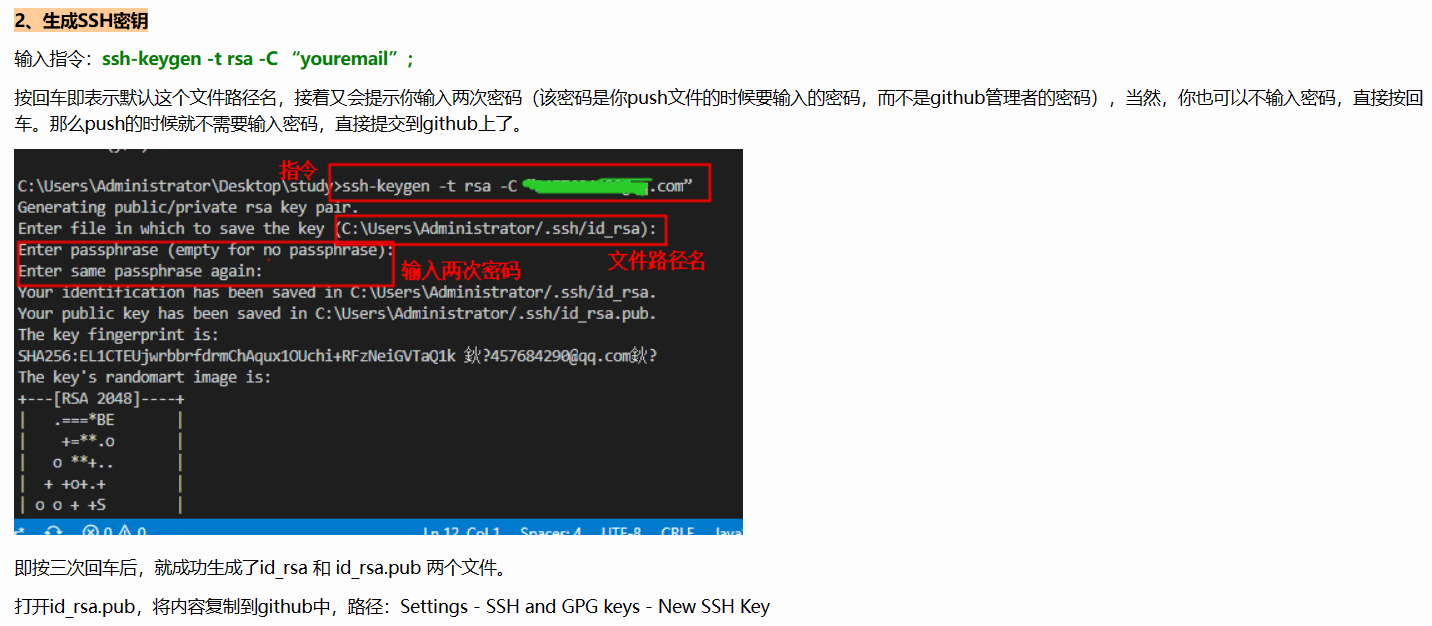 2、生成SSH密钥
输入指令：ssh-keygen -t rsa -C “youremail”；
按回车即表示默认这个文件路径名，接着又会提示你输入两次密码（该密码是你push文件的时候要输入的密码，而不是github管理者的密码），当然，你也可以不输入密码，直接按回
车。那么push的时候就不需要输入密码，直接提交到github上了。
指令
C:\Users\Administrator\Desktop\study>ssh-keygen -t rsa -C .com”
Generating public/private rsa key pair.
Enter file in which to save the key (C:\Users\Administrator/.ssh/id_rsa):
Enter passphrase (empty for no passphrase):
文件路径名
Enter same passphrase again:
输入两次密码
Your identification has been saved in C:\Users\Administrator/.ssh/id_rsa.
Your public key has been saved in C:\Users\Administrator/.ssh/id_rsa.pub.
The key fingerprint is:
SHA256:EL1CTEUjwrbbrfdrmChAqux1OUchi+RFzNeiGVTaQ1k 鈥?457684290@qq.com鈥?
The key's randomart image is:
+---[RSA 2048]----+
|   .===*BE       |
|    +=**.o       |
|   o **+..       |
|  + +o+.+        |
| o o + +S        |
0 0 Ln 12, Col 1 Spaces: 4 UTF-8 CRLF Java
即按三次回车后，就成功生成了id_rsa 和 id_rsa.pub 两个文件。
打开id_rsa.pub，将内容复制到github中，路径：Settings - SSH and GPG keys - New SSH Key